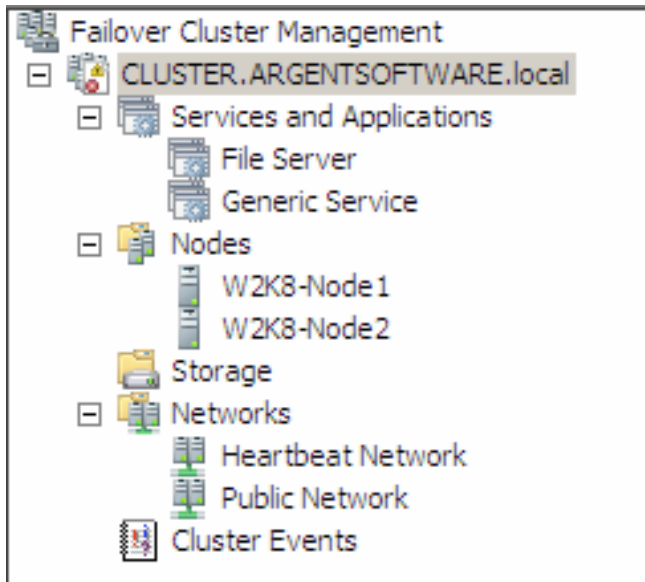 Failover Cluster Management
CLUSTER.ARGENTSOFTWARE.local
Services and Applications
File Server
Generic Service
Nodes
W2K8-Node1
W2K8-Node2
Storage
Networks
Heartbeat Network
Public Network
Cluster Events